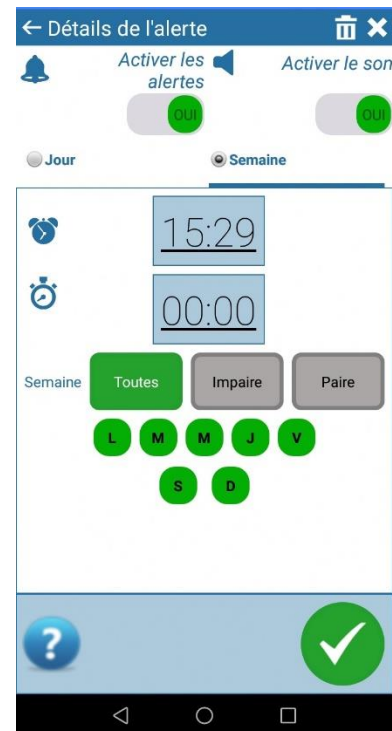 Détails de l'alerte
Activer les
alertes
Activer le son
OUI
OUI
Jour
Semaine
15:29
00:00
Semaine
Toutes
Impaire
Paire
L M M J V
S D
?